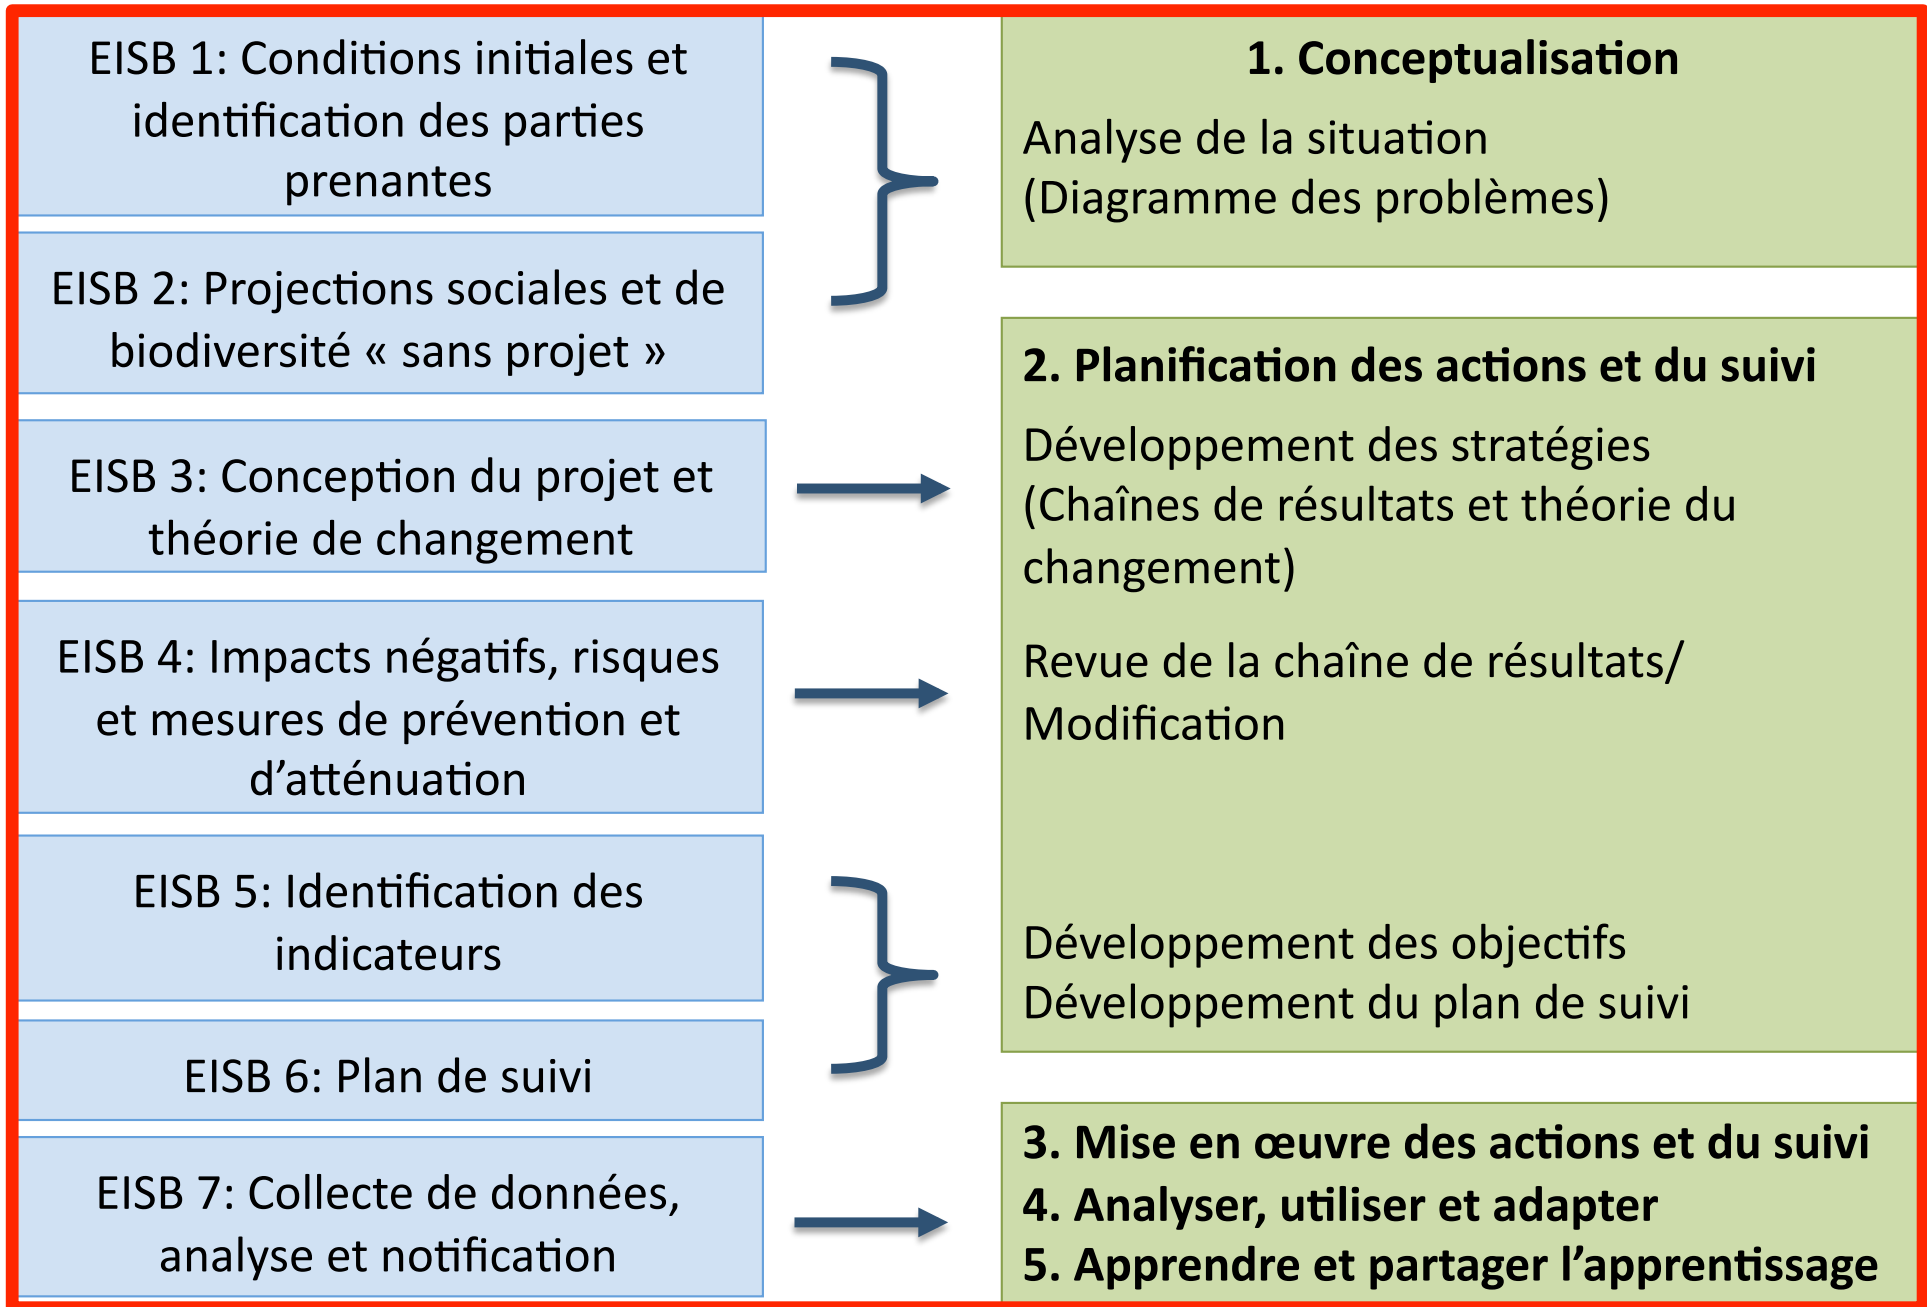 EISB 1: Conditions initiales et
identification des parties
prenantes
EISB 2: Projections sociales et de
biodiversité « sans projet »
EISB 3: Conception du projet et
théorie de changement
EISB 4: Impacts négatifs, risques
et mesures de prévention et
d’atténuation
EISB 5: Identification des
indicateurs
EISB 6: Plan de suivi
EISB 7: Collecte de données,
analyse et notification
1. Conceptualisation
Analyse de la situation
(Diagramme des problèmes)
2. Planification des actions et du suivi
Développement des stratégies
(Chaînes de résultats et théorie du
changement)
Revue de la chaîne de résultats/
Modification
Développement des objectifs
Développement du plan de suivi
3. Mise en œuvre des actions et du suivi
4. Analyser, utiliser et adapter
5. Apprendre et partager l’apprentissage